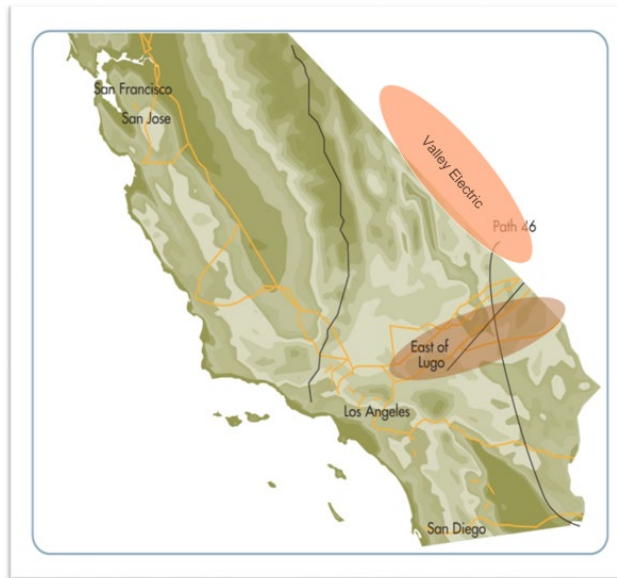 San Francisco
San Jose
Valley Electric
Path 46
East of
Lugo
Los Angeles
San Diego